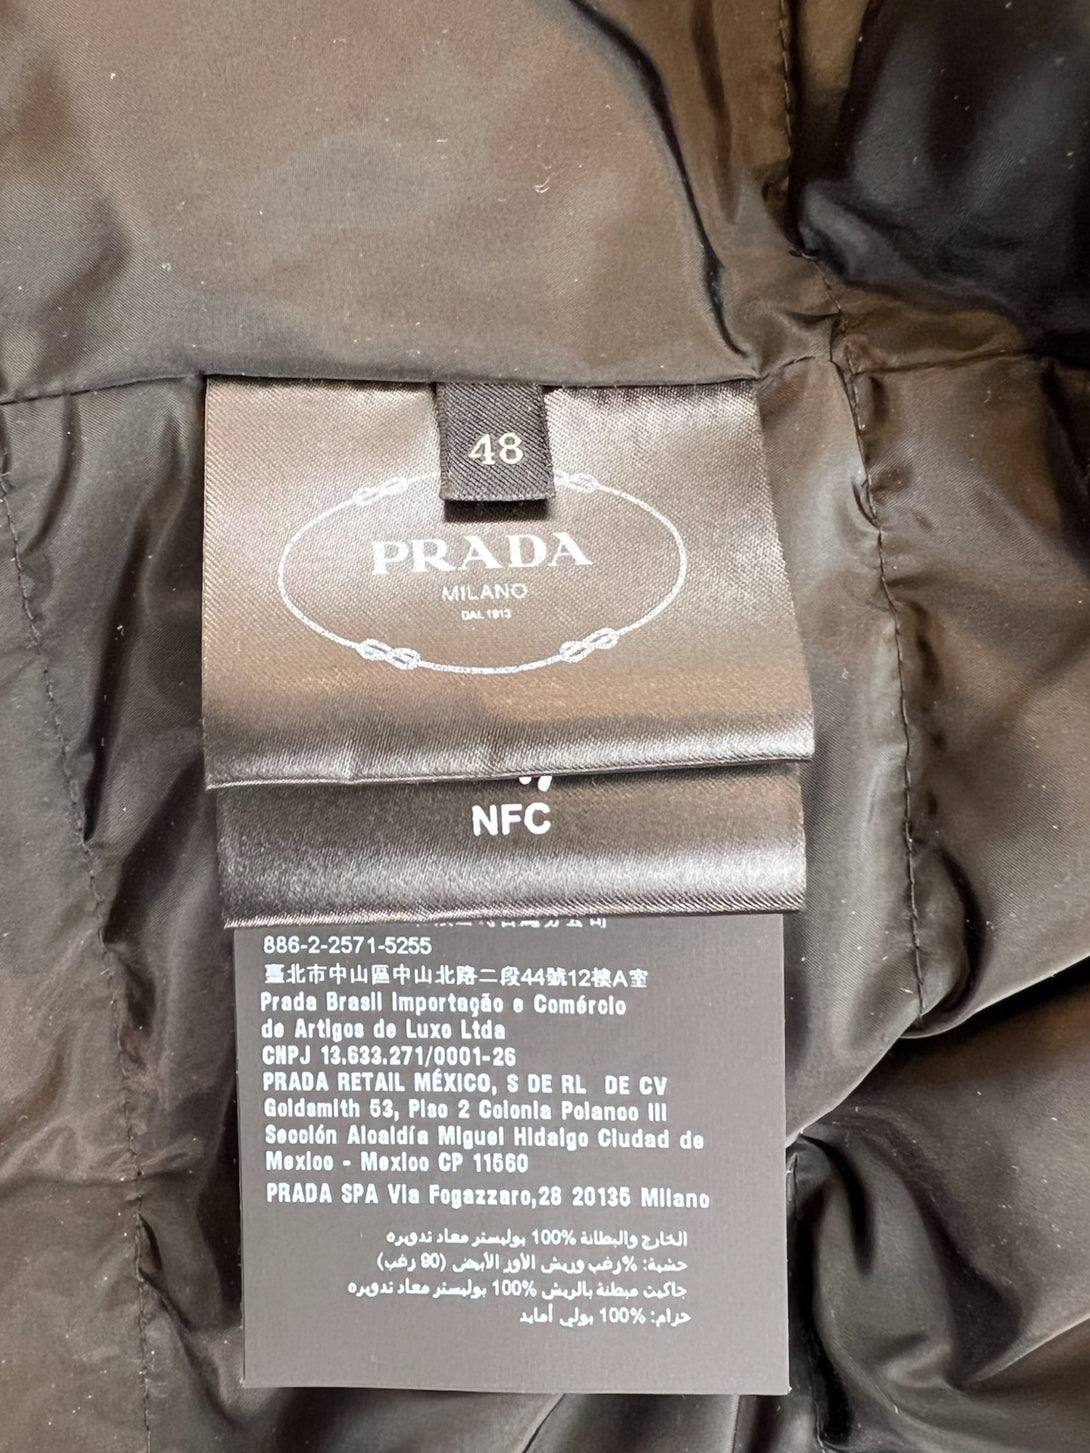 48
PRADA
MILANO
DAL 1913
NFC
886-2-2571-5255
臺北市中山區中山北路二段44號12樓A室
Prada Brasil Importação e Comércio
de Artigos de Luxo Ltda
CNPJ 13.633.271/0001-26
PRADA RETAIL MÉXICO, S DE RL DE CV
Goldsmith 53, Piso 2 Colonia Polanco III
Sección Alcaldía Miguel Hidalgo Ciudad de
Mexico - Mexico CP 11560
PRADA SPA Via Fogazzaro,28 20135 Milano
الخارج والبطانة 100% بوليستر معاد تدويره
حشية: %زغب وريش الأوز الأبيض (90 زغب)
جاكيت مبطنة بالريش 100% بوليستر معاد تدويره
حزام: 100% بولي أمايد